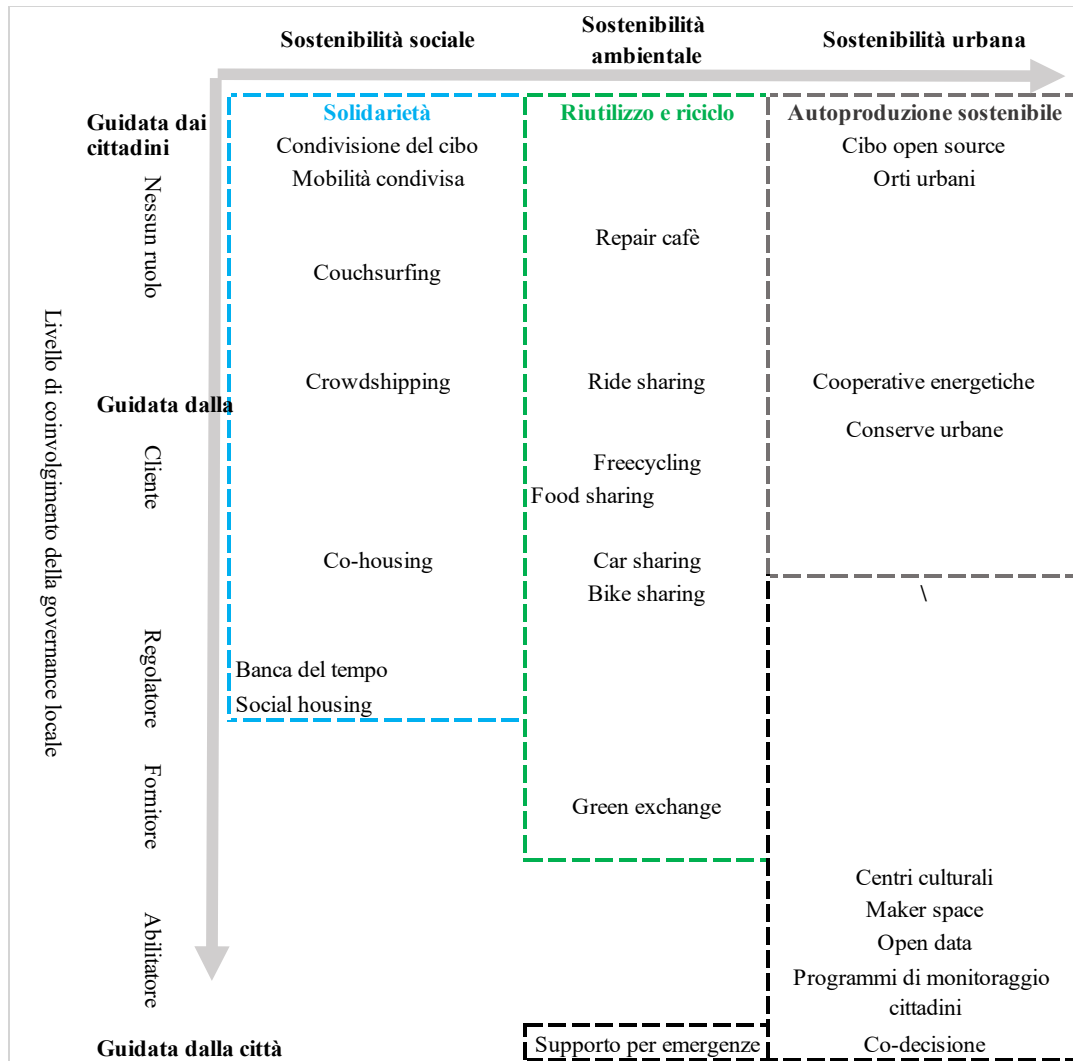 Sostenibilità sociale
Sostenibilità
ambientale
Sostenibilità urbana
Guidata dai
cittadini
Solidarietà
Riutilizzo e riciclo
Autoproduzione sostenibile
Condivisione del cibo
Cibo open source
Mobilità condivisa
Orti urbani
Nessun ruolo
Repair cafè
Couchsurfing
Livello di coinvolgimento della governance locale
Crowdshipping
Ride sharing
Cooperative energetiche
Guidata dalla
Conserve urbane
Cliente
Freecycling
Food sharing
Co-housing
Car sharing
Bike sharing
\
Regolatore
Banca del tempo
Social housing
Fornitore
Green exchange
Centri culturali
Abilitatore
Maker space
Open data
Programmi di monitoraggio
cittadini
Guidata dalla città
Supporto per emergenze
Co-decisione